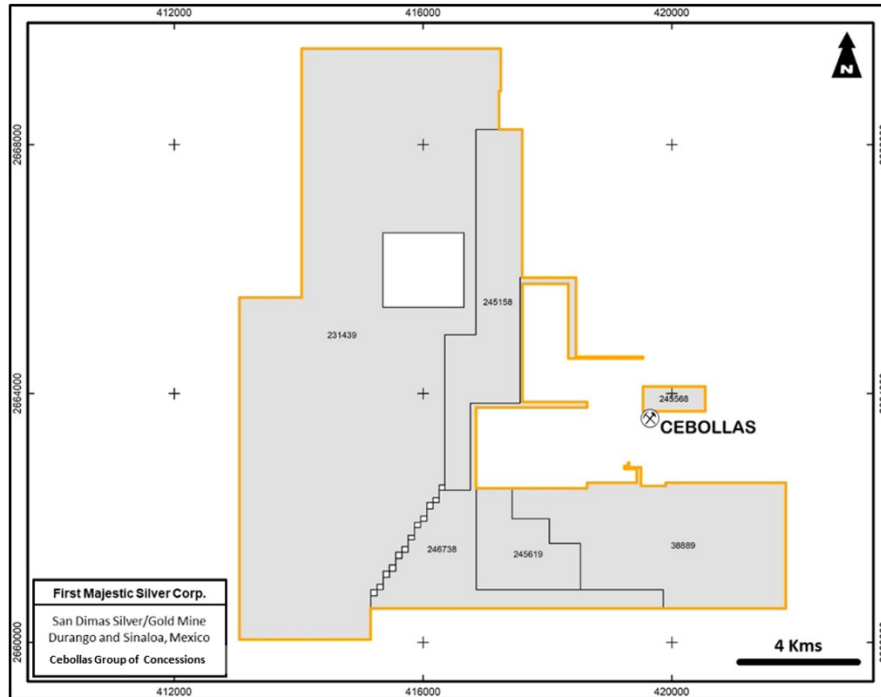 412000 416000 420000
N
2668000
245158
231439
2664000
245568
CEBOLLAS
246738 245619 38889
First Majestic Silver Corp.
San Dimas Silver/Gold Mine
Durango and Sinaloa, Mexico
Cebollas Group of Concessions
2660000
4 Kms
412000 416000 420000